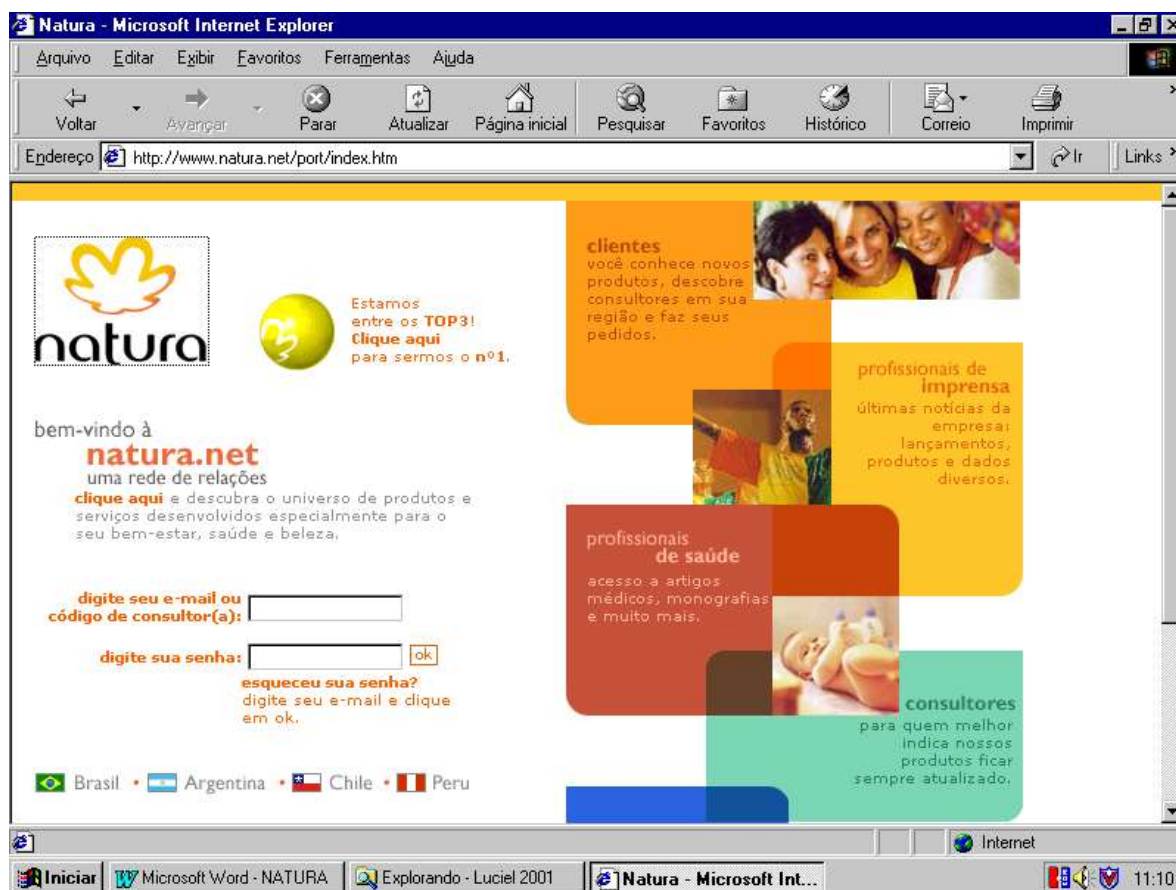 Natura - Microsoft Internet Explorer
Arquivo Editar Exibir Favoritos Ferramentas Ajuda
Voltar Avançar Parar Atualizar Página inicial Pesquisar Favoritos Histórico Correio Imprimir
Endereço http://www.natura.net/port/index.htm Ir Links
natura
Estamos
entre os TOP3!
Clique aqui
para sermos o nº1.
bem-vindo à
natura.net
uma rede de relações
clique aqui e descubra o universo de produtos e
serviços desenvolvidos especialmente para o
seu bem-estar, saúde e beleza.
digite seu e-mail ou
código de consultor(a):
digite sua senha: ok
esqueceu sua senha?
digite seu e-mail e clique
em ok.
Brasil • Argentina • Chile • Peru
clientes
você conhece novos
produtos, descobre
consultores em sua
região e faz seus
pedidos.
profissionais de
imprensa
últimas notícias da
empresa:
lançamentos,
produtos e dados
diversos.
profissionais
de saúde
acesso a artigos
médicos, monografias
e muito mais.
consultores
para quem melhor
indica nossos
produtos ficar
sempre atualizado.
Internet
Iniciar Microsoft Word - NATURA Explorando - Luciel 2001 Natura - Microsoft Int...